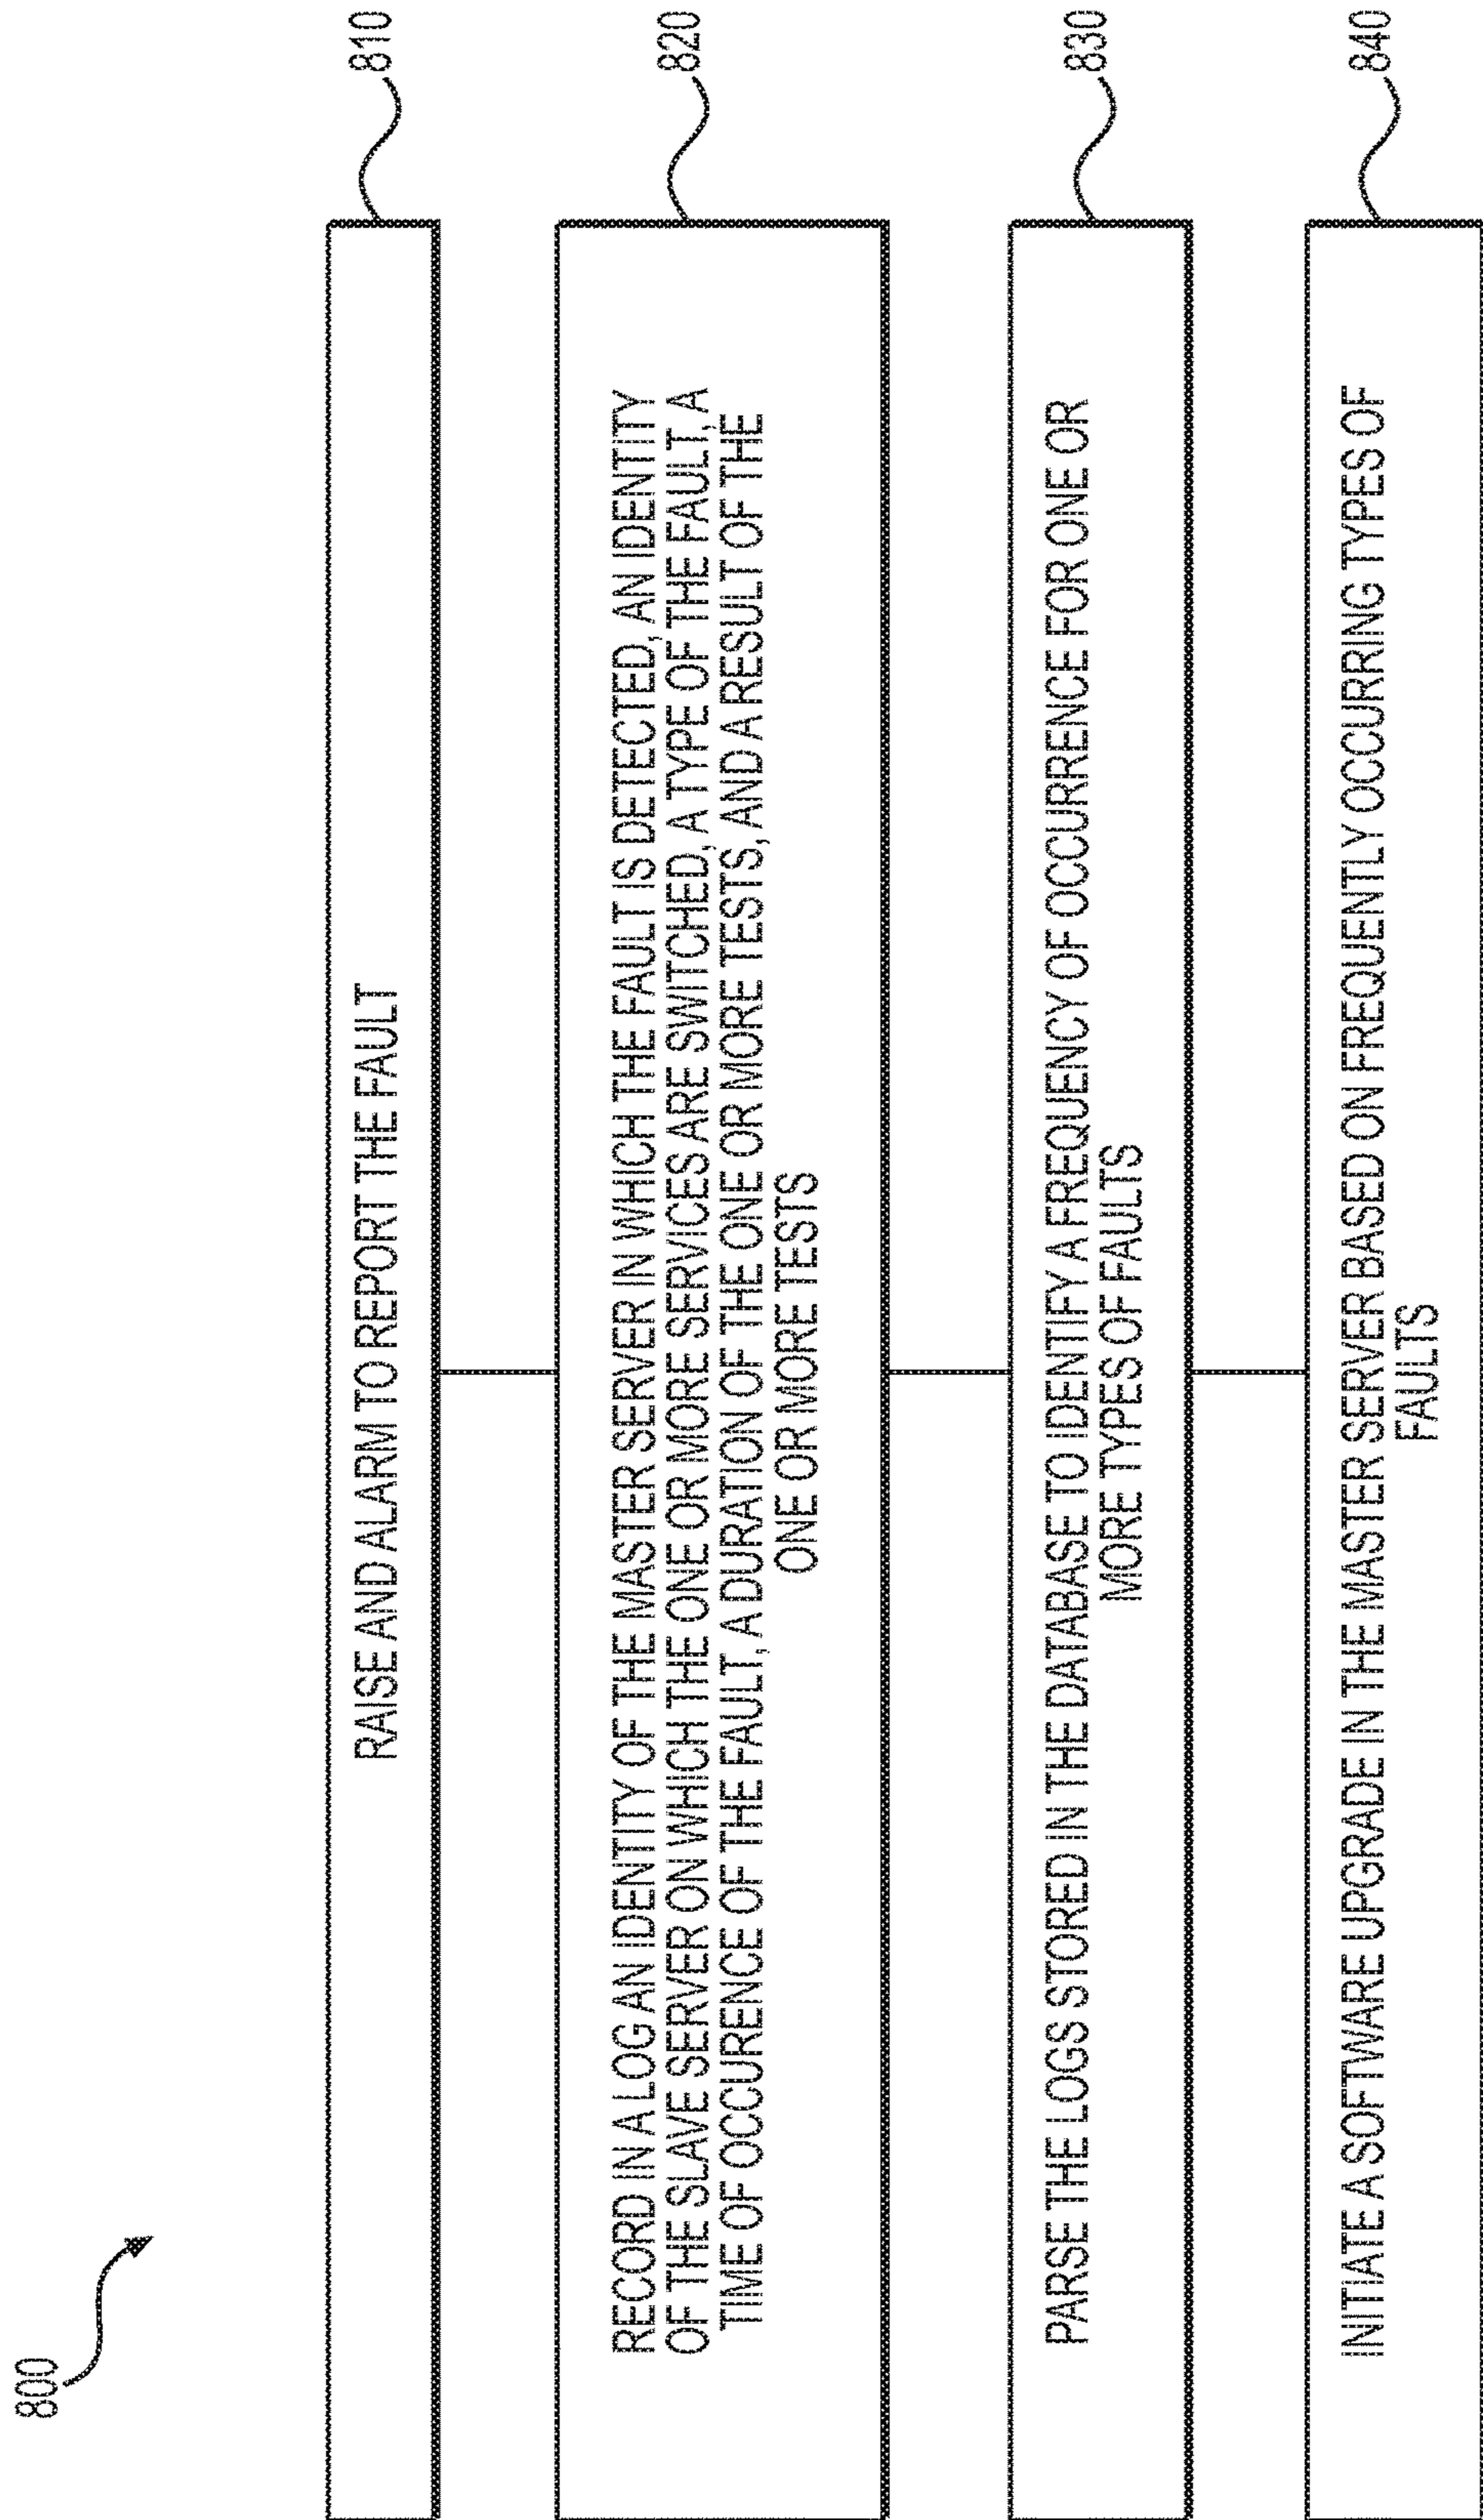 800
RAISE AND ALARM TO REPORT THE FAULT
810
RECORD IN A LOG AN IDENTITY OF THE MASTER SERVER IN WHICH THE FAULT IS DETECTED, AN IDENTITY
OF THE SLAVE SERVER ON WHICH THE ONE OR MORE SERVICES ARE SWITCHED, A TYPE OF THE FAULT, A
TIME OF OCCURENCE OF THE FAULT, A DURATION OF THE ONE OR MORE TESTS, AND A RESULT OF THE
ONE OR MORE TESTS
820
PARSE THE LOGS STORED IN THE DATABASE TO IDENTIFY A FREQUENCY OF OCCURRENCE FOR ONE OR
MORE TYPES OF FAULTS
830
INITIATE A SOFTWARE UPGRADE IN THE MASTER SERVER BASED ON FREQUENTLY OCCURRING TYPES OF
FAULTS
840